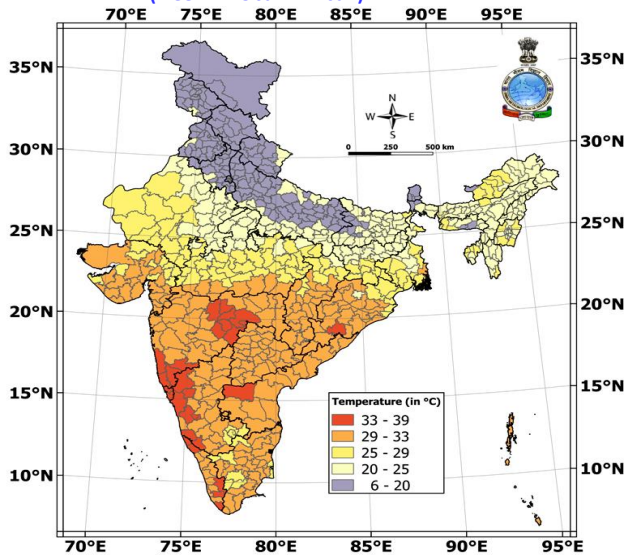 70°E 75°E 80°E 85°E 90°E 95°E
35°N 35°N
N
W E
S
0 250 500 km
30°N 30°N
25°N 25°N
20°N 20°N
15°N 15°N
Temperature (in °C)
33 - 39
29 - 33
25 - 29
20 - 25
6 - 20
10°N 10°N
70°E 75°E 80°E 85°E 90°E 95°E